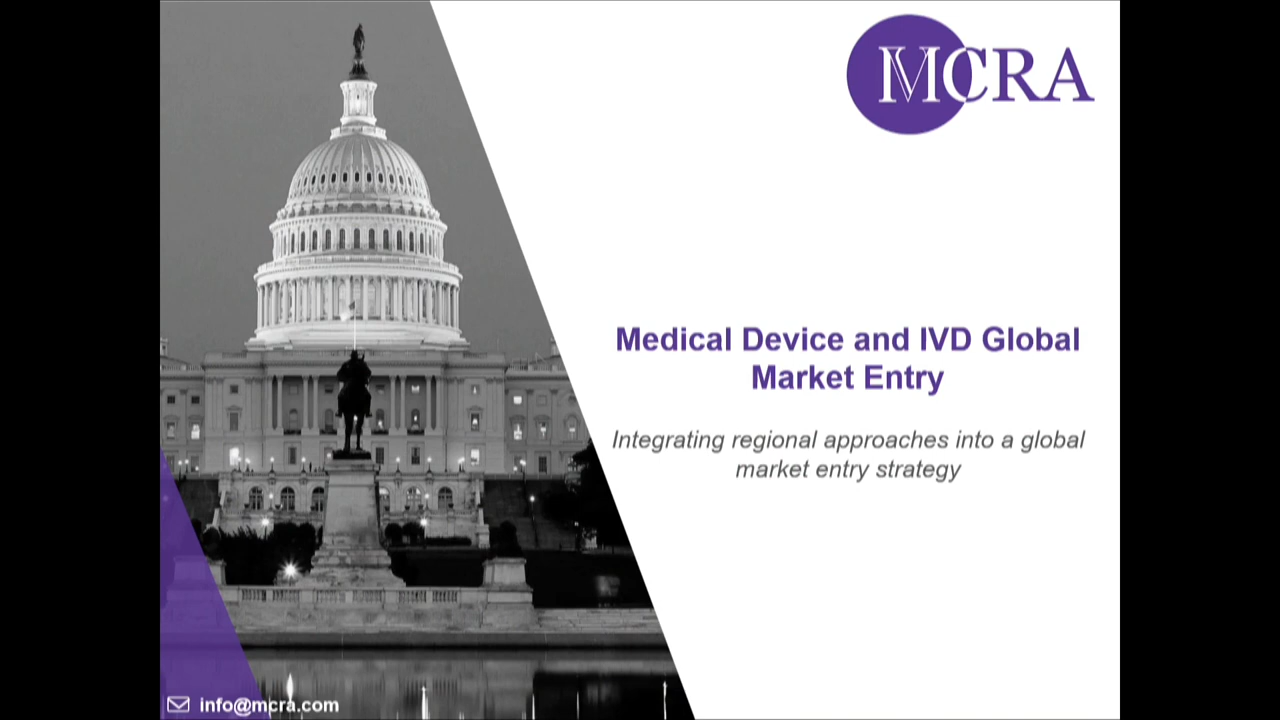 MCRA
Medical Device and IVD Global
Market Entry
Integrating regional approaches into a global
market entry strategy
info@mcra.com